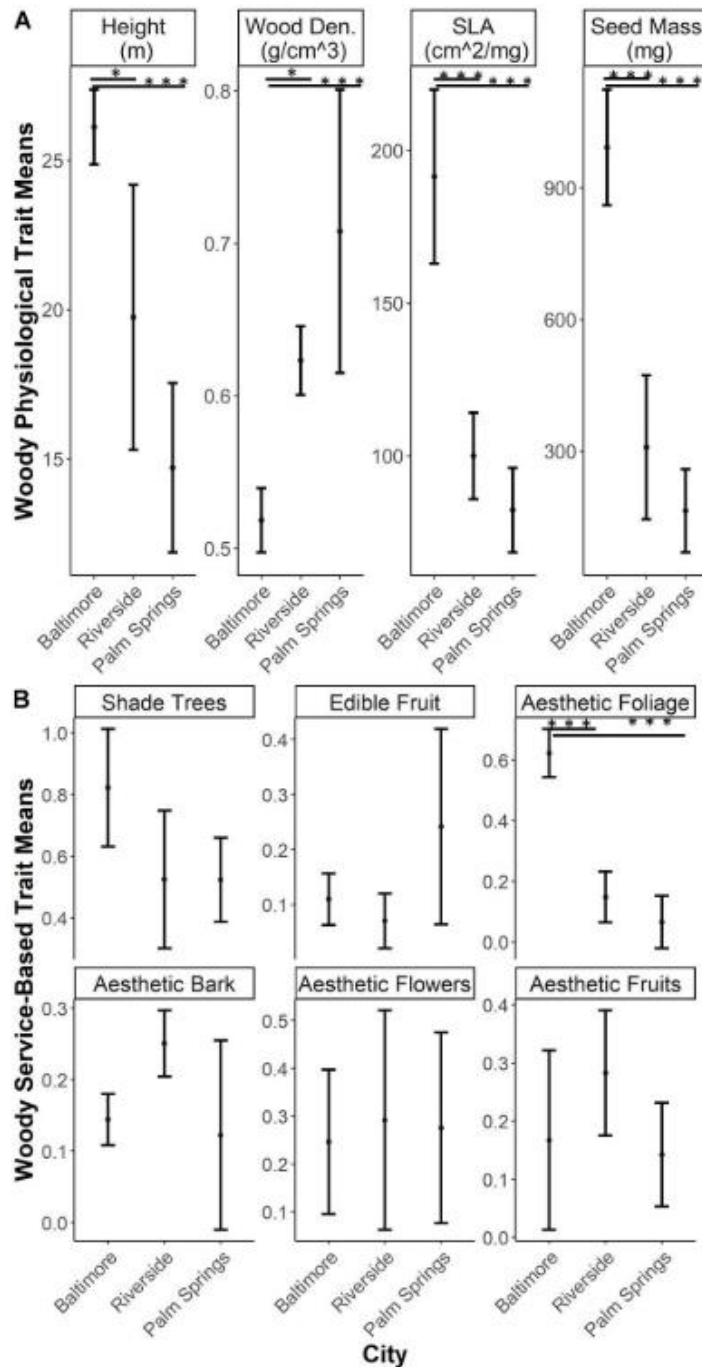 A
Height (m)
Wood Den. (g/cm^3)
SLA (cm^2/mg)
Seed Mass (mg)
* ***
* ***
*** ***
*** ***
Woody Physiological Trait Means
25
20
15
0.8
0.7
0.6
0.5
200
150
100
900
600
300
Baltimore
Riverside
Palm Springs
Baltimore
Riverside
Palm Springs
Baltimore
Riverside
Palm Springs
Baltimore
Riverside
Palm Springs
B
Woody Service-Based Trait Means
Shade Trees
1.0
0.8
0.6
0.4
Edible Fruit
0.4
0.3
0.2
0.1
Aesthetic Foliage
*** ***
0.6
0.4
0.2
0.0
Aesthetic Bark
0.3
0.2
0.1
0.0
Aesthetic Flowers
0.5
0.4
0.3
0.2
0.1
Aesthetic Fruits
0.4
0.3
0.2
0.1
0.0
Baltimore
Riverside
Palm Springs
Baltimore
Riverside
Palm Springs
Baltimore
Riverside
Palm Springs
City